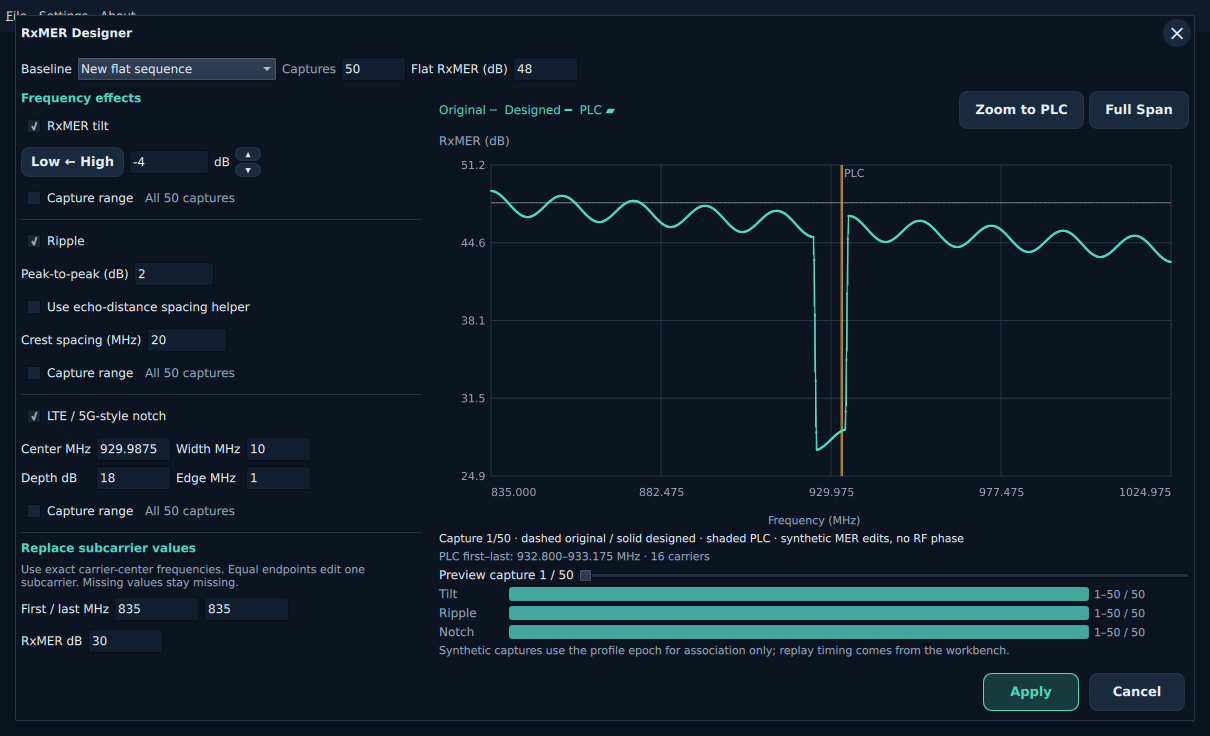 File Settings About
RxMER Designer
Baseline New flat sequence Captures 50 Flat RxMER (dB) 48
Frequency effects
✓ RxMER tilt
Low ← High -4 dB
Capture range All 50 captures
✓ Ripple
Peak-to-peak (dB) 2
Use echo-distance spacing helper
Crest spacing (MHz) 20
Capture range All 50 captures
✓ LTE / 5G-style notch
Center MHz 929.9875 Width MHz 10
Depth dB 18 Edge MHz 1
Capture range All 50 captures
Replace subcarrier values
Use exact carrier-center frequencies. Equal endpoints edit one
subcarrier. Missing values stay missing.
First / last MHz 835 835
RxMER dB 30
Original Designed PLC
Zoom to PLC Full Span
RxMER (dB)
51.2
PLC
44.6
38.1
31.5
24.9
835.000 882.475 929.975 977.475 1024.975
Frequency (MHz)
Capture 1/50 · dashed original / solid designed · shaded PLC · synthetic MER edits, no RF phase
PLC first–last: 932.800–933.175 MHz · 16 carriers
Preview capture 1 / 50
Tilt 1–50 / 50
Ripple 1–50 / 50
Notch 1–50 / 50
Synthetic captures use the profile epoch for association only; replay timing comes from the workbench.
Apply Cancel